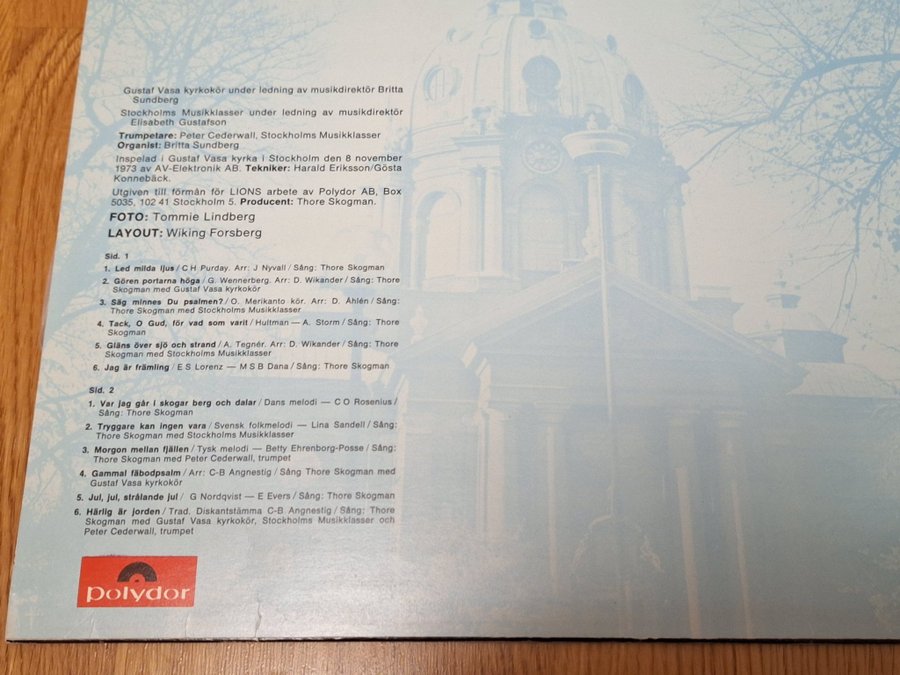 Gustaf Vasa kyrkokör under ledning av musikdirektör Britta
Sundberg
Stockholms Musikklasser under ledning av musikdirektör
Elisabeth Gustafson
Trumpetare: Peter Cederwall, Stockholms Musikklasser
Organist: Britta Sundberg
Inspelad i Gustaf Vasa kyrka i Stockholm den 8 november
1973 av AV-Elektronik AB. Tekniker: Harald Eriksson/Gösta
Konnebäck.
Utgiven till förmån för LIONS arbete av Polydor AB, Box
5035, 102 41 Stockholm 5. Producent: Thore Skogman.
FOTO: Tommie Lindberg
LAYOUT: Wiking Forsberg
Sid. 1
1. Led milda ljus / C H Purday. Arr: J Nyvall / Sång: Thore Skogman
2. Gören portarna höga / G. Wennerberg. Arr: D. Wikander / Sång: Thore
Skogman med Gustaf Vasa kyrkokör
3. Säg minnes Du psalmen? / O. Merikanto kör. Arr: D. Åhlén / Sång:
Thore Skogman med Stockholms Musikklasser
4. Tack, O Gud, för vad som varit / Hultman — A. Storm / Sång: Thore
Skogman
5. Gläns över sjö och strand / A. Tegnér. Arr: D. Wikander / Sång: Thore
Skogman med Stockholms Musikklasser
6. Jag är främling / E S Lorenz — M S B Dana / Sång: Thore Skogman
Sid. 2
1. Var jag går i skogar berg och dalar / Dans melodi — C O Rosenius /
Sång: Thore Skogman
2. Tryggare kan ingen vara / Svensk folkmelodi — Lina Sandell / Sång:
Thore Skogman med Stockholms Musikklasser
3. Morgon mellan fjällen / Tysk melodi — Betty Ehrenborg-Posse / Sång:
Thore Skogman med Peter Cederwall, trumpet
4. Gammal fäbodpsalm / Arr: C-B Angnestig / Sång Thore Skogman med
Gustaf Vasa kyrkokör
5. Jul, jul, strålande jul / G Nordqvist — E Evers / Sång: Thore Skogman
6. Härlig är jorden / Trad. Diskantstämma C-B Angnestig / Sång: Thore
Skogman med Gustaf Vasa kyrkokör, Stockholms Musikklasser och
Peter Cederwall, trumpet
polydor